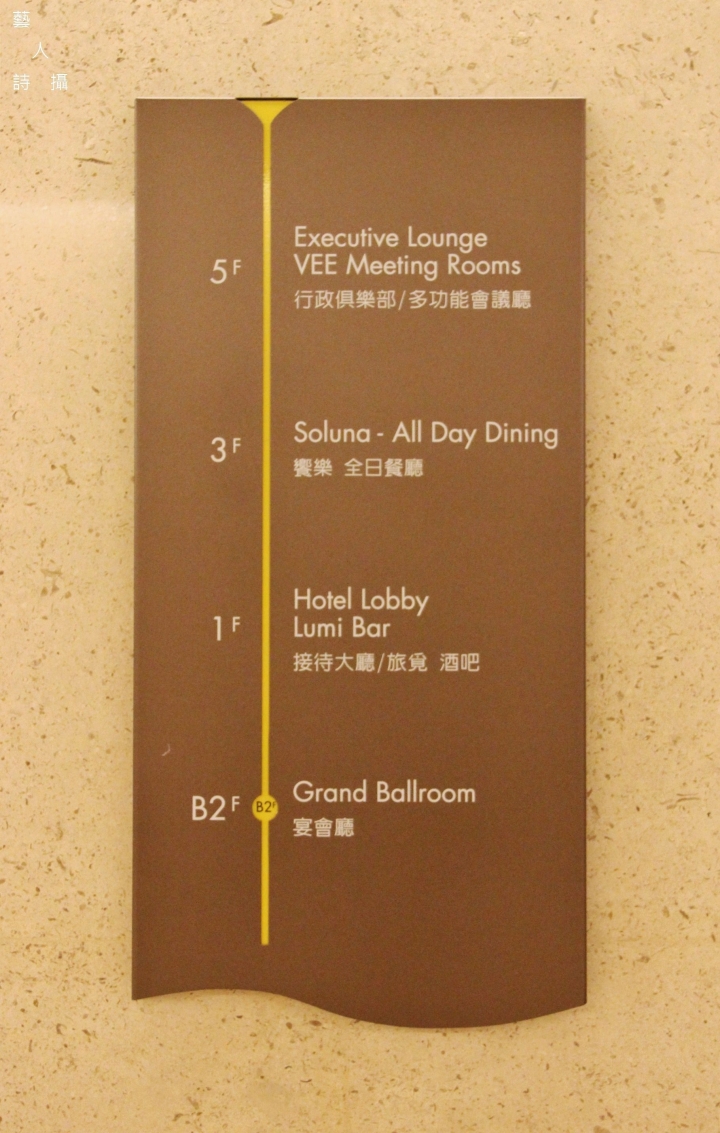 藝
人
詩 攝
5F
Executive Lounge
VEE Meeting Rooms
行政俱樂部/多功能會議廳
3F
Soluna - All Day Dining
饗樂 全日餐廳
1F
Hotel Lobby
Lumi Bar
接待大廳/旅覓 酒吧
B2F
B2F
Grand Ballroom
宴會廳